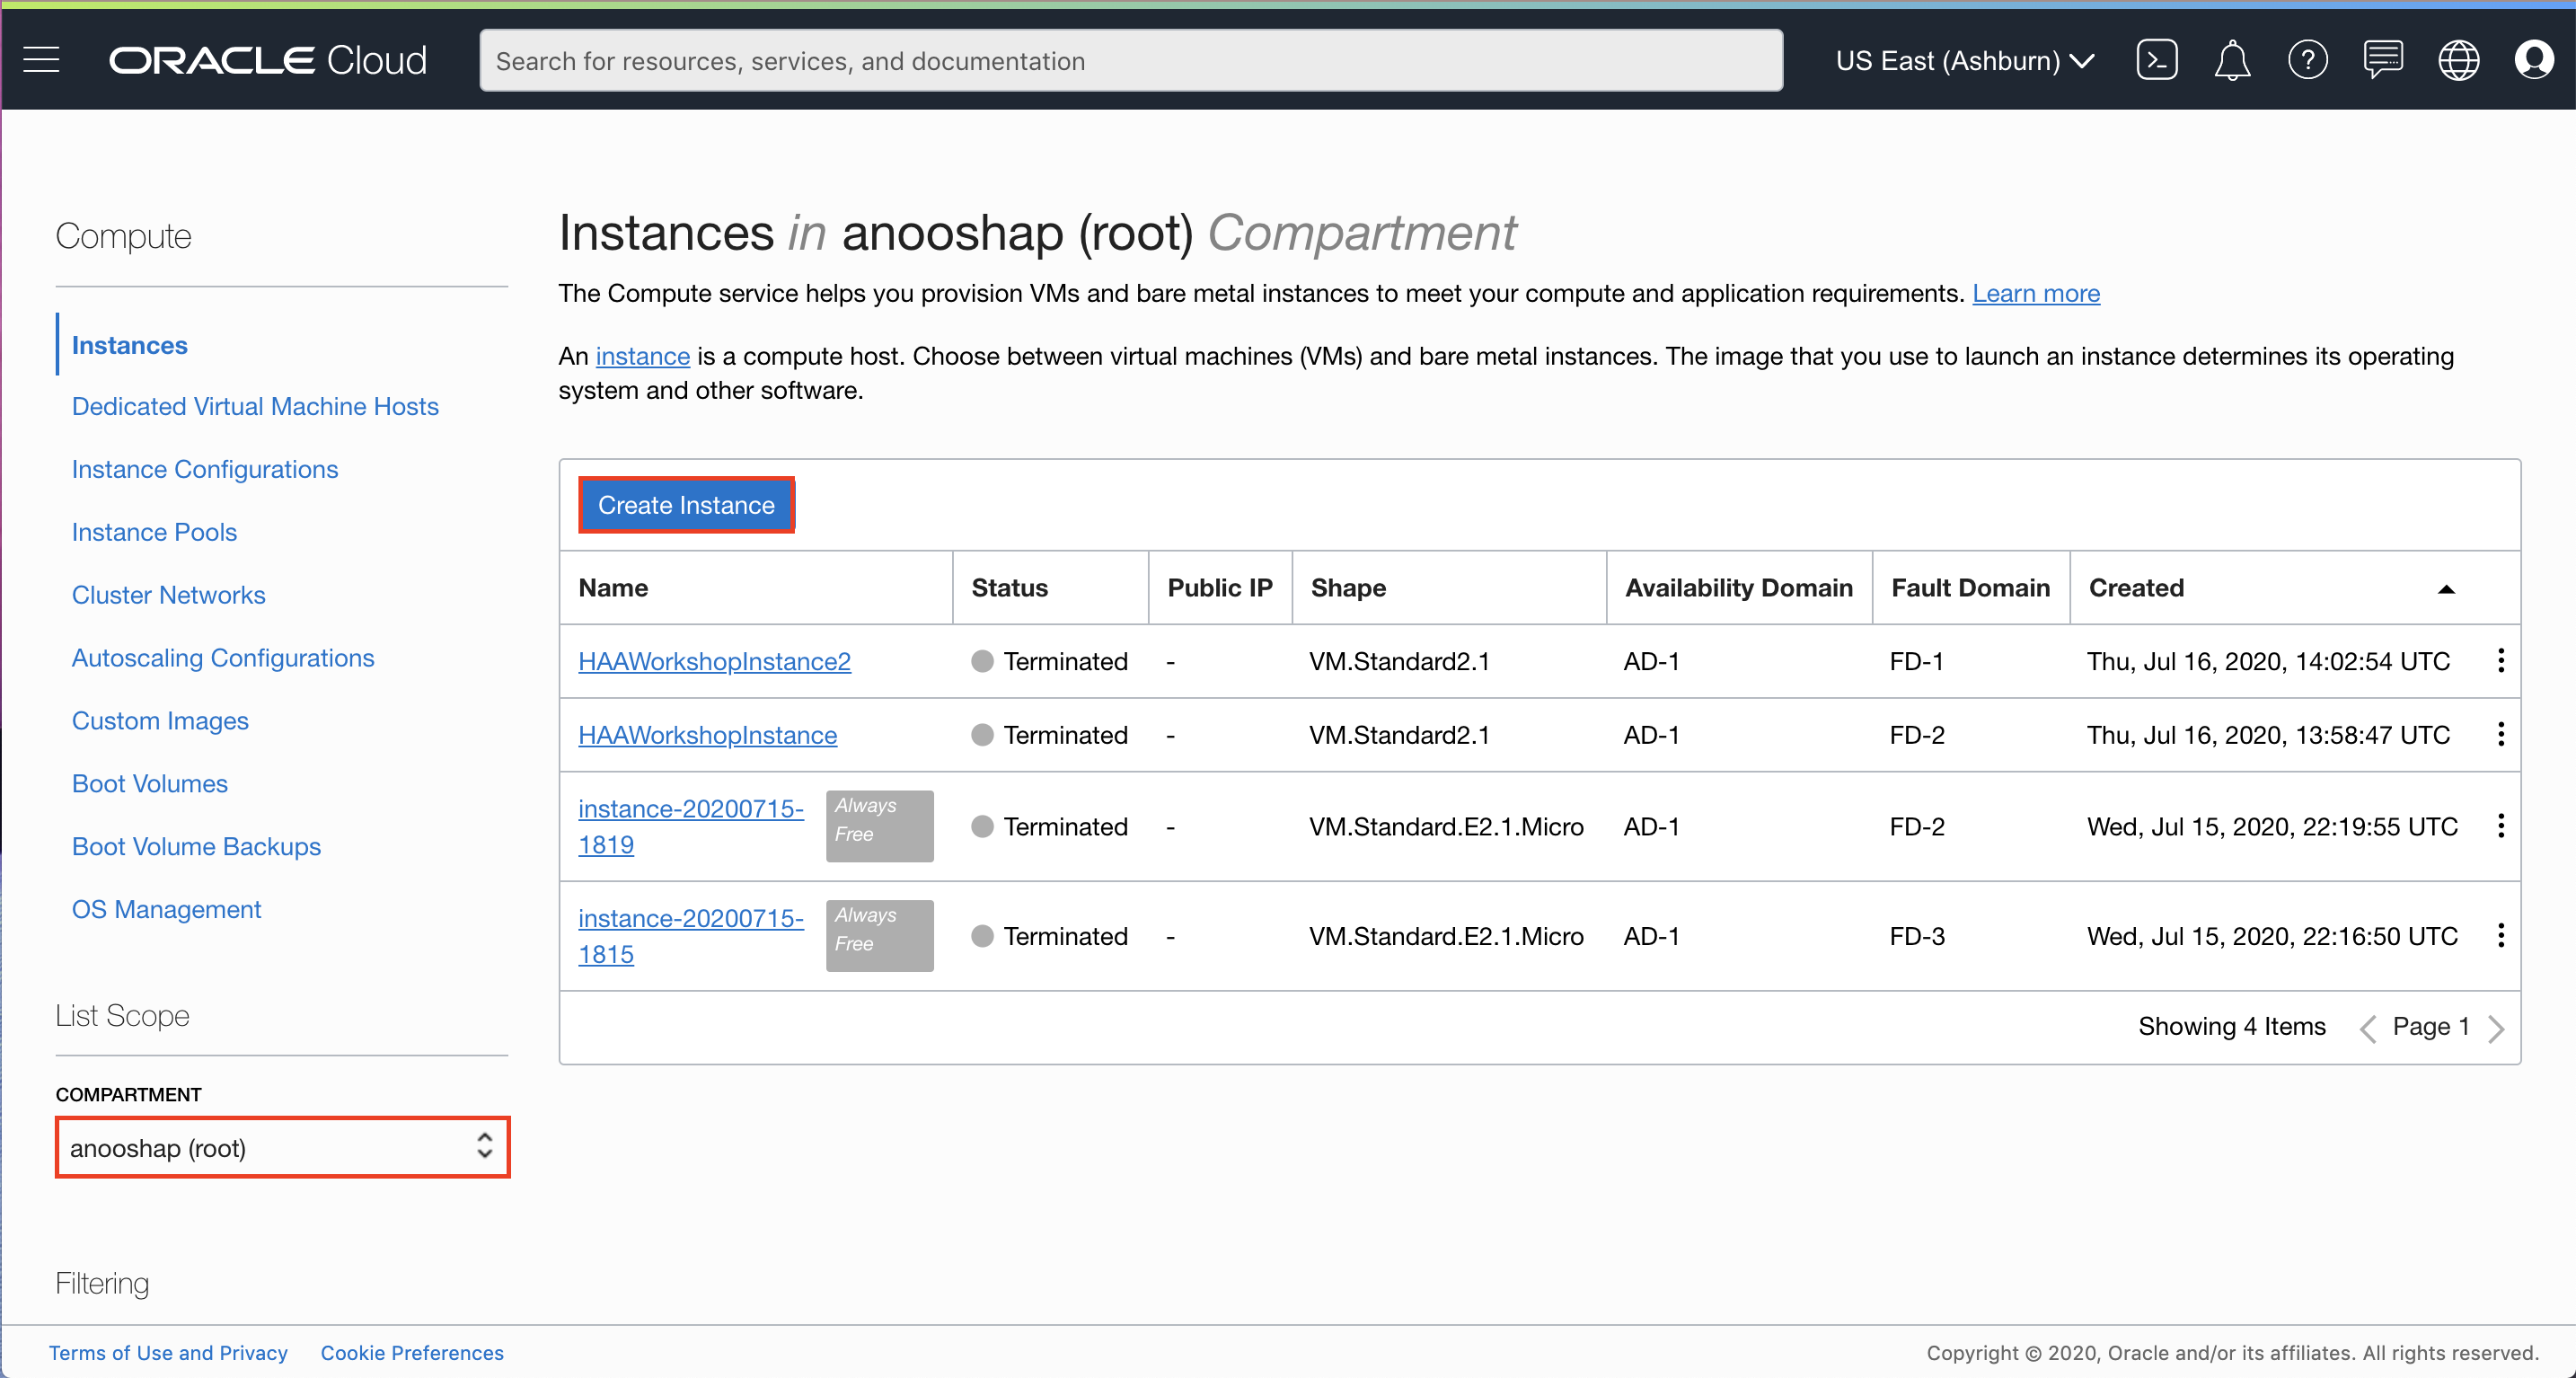 ORACLE Cloud
Search for resources, services, and documentation
US East (Ashburn)
Compute
Instances
Dedicated Virtual Machine Hosts
Instance Configurations
Instance Pools
Cluster Networks
Autoscaling Configurations
Custom Images
Boot Volumes
Boot Volume Backups
OS Management
List Scope
COMPARTMENT
anooshap (root)
Filtering
Instances in anooshap (root) Compartment
The Compute service helps you provision VMs and bare metal instances to meet your compute and application requirements. Learn more
An instance is a compute host. Choose between virtual machines (VMs) and bare metal instances. The image that you use to launch an instance determines its operating
system and other software.
Create Instance
Name Status Public IP Shape Availability Domain Fault Domain Created
HAAWorkshopInstance2 Terminated - VM.Standard2.1 AD-1 FD-1 Thu, Jul 16, 2020, 14:02:54 UTC
HAAWorkshopInstance Terminated - VM.Standard2.1 AD-1 FD-2 Thu, Jul 16, 2020, 13:58:47 UTC
instance-20200715-
1819
Always
Free
Terminated - VM.Standard.E2.1.Micro AD-1 FD-2 Wed, Jul 15, 2020, 22:19:55 UTC
instance-20200715-
1815
Always
Free
Terminated - VM.Standard.E2.1.Micro AD-1 FD-3 Wed, Jul 15, 2020, 22:16:50 UTC
Showing 4 Items Page 1
Terms of Use and Privacy Cookie Preferences
Copyright © 2020, Oracle and/or its affiliates. All rights reserved.